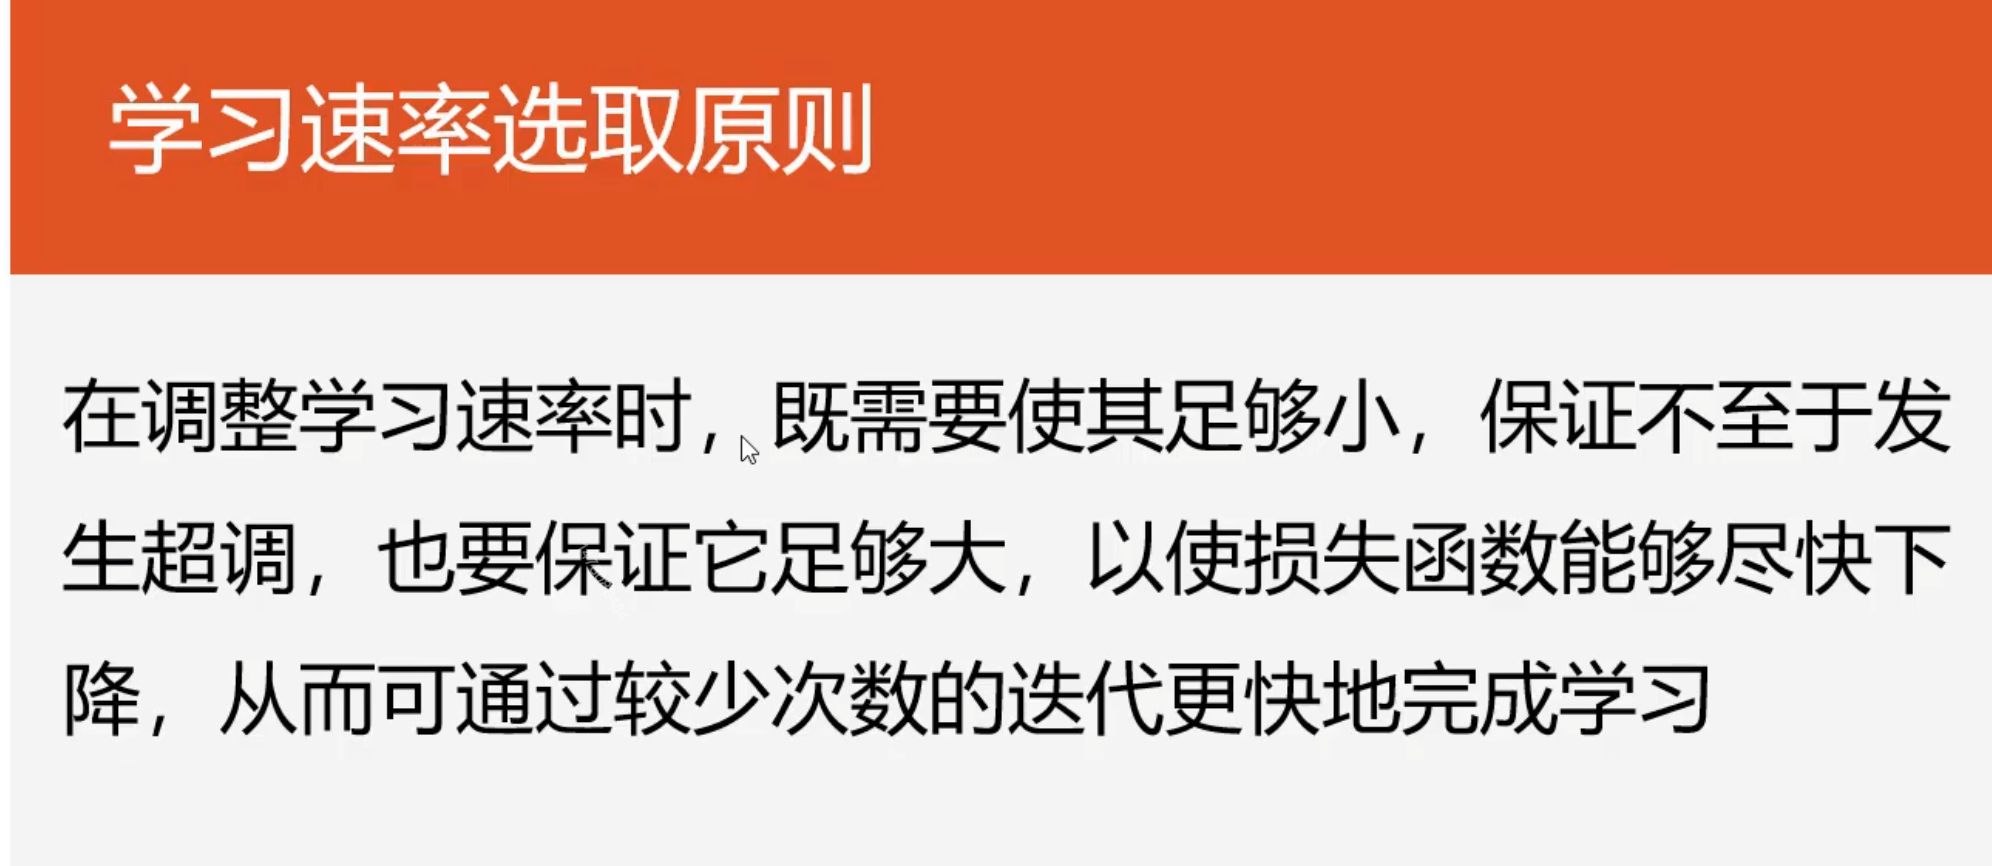 学习速率选取原则
在调整学习速率时，既需要使其足够小，保证不至于发
生超调，也要保证它足够大，以使损失函数能够尽快下
降，从而可通过较少次数的迭代更快地完成学习